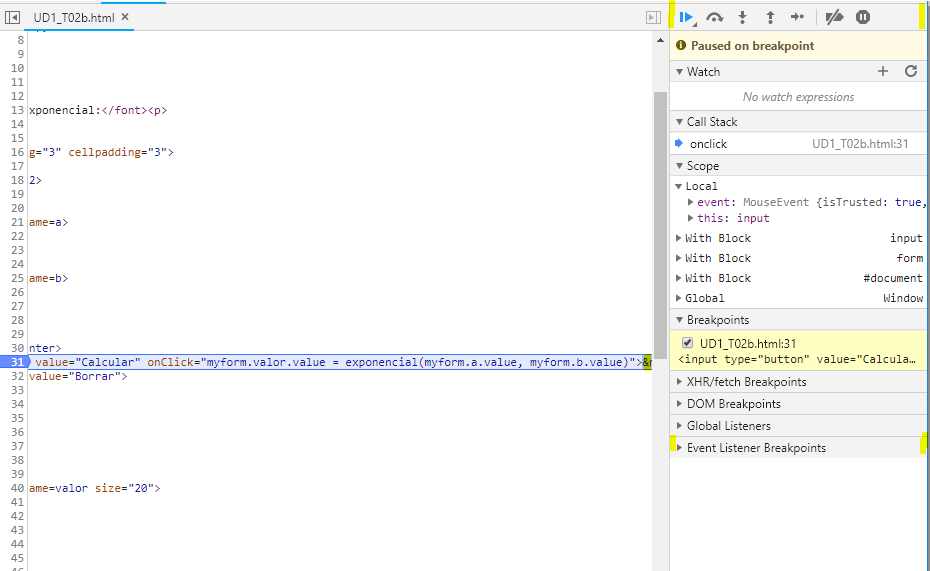 UD1_T02b.html ×
8
9
10
11
12
13 xponencial:</font><p>
14
15
16 g="3" cellpadding="3">
17
18 2>
19
20
21 ame=a>
22
23
24
25 ame=b>
26
27
28
29
30 nter>
31 value="Calcular" onClick="myform.valor.value = exponencial(myform.a.value, myform.b.value)">
32 value="Borrar">
33
34
35
36
37
38
39
40 ame=valor size="20">
41
42
43
44
45
Paused on breakpoint
Watch
No watch expressions
Call Stack
onclick UD1_T02b.html:31
Scope
Local
event: MouseEvent {isTrusted: true,
this: input
With Block input
With Block form
With Block #document
Global Window
Breakpoints
UD1_T02b.html:31
<input type="button" value="Calcula…
XHR/fetch Breakpoints
DOM Breakpoints
Global Listeners
Event Listener Breakpoints